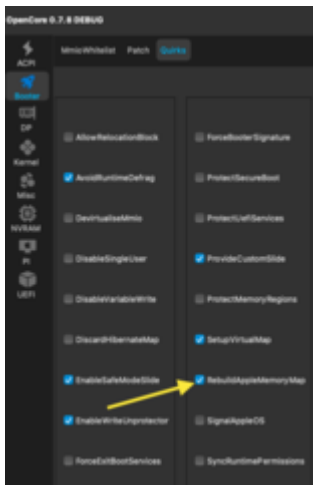 OpenCore 0.7.8 DEBUG
MmioWhitelist Patch Quirks
ACPI
Booter
DP
Kernel
Misc
NVRAM
PI
UEFI
AllowRelocationBlock
AvoidRuntimeDefrag
DevirtualiseMmio
DisableSingleUser
DisableVariableWrite
DiscardHibernateMap
EnableSafeModeSlide
EnableWriteUnprotector
ForceExitBootServices
ForceBooterSignature
ProtectSecureBoot
ProtectUefiServices
ProvideCustomSlide
ProtectMemoryRegions
SetupVirtualMap
RebuildAppleMemoryMap
SignalAppleOS
SyncRuntimePermissions